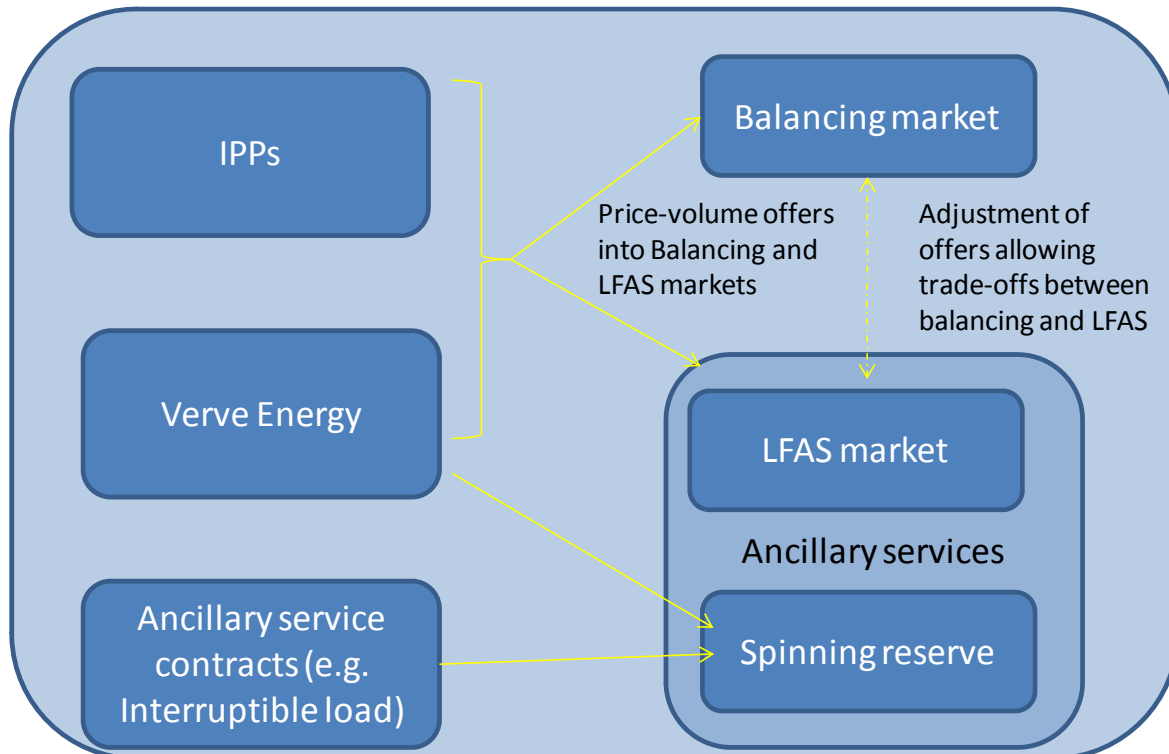 IPPs
Balancing market
Price-volume offers
into Balancing and
LFAS markets
Adjustment of
offers allowing
trade-offs between
balancing and LFAS
Verve Energy
LFAS market
Ancillary services
Ancillary service
contracts (e.g.
Interruptible load)
Spinning reserve